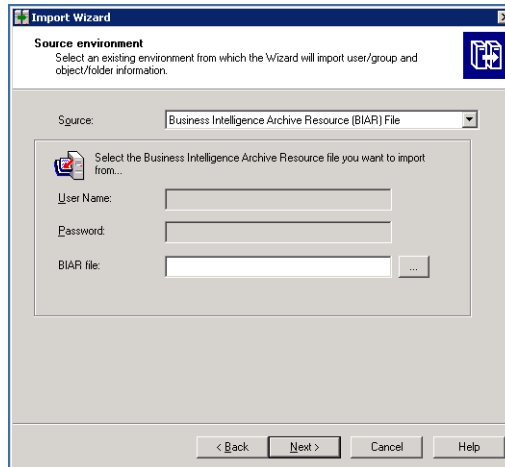 Import Wizard
Source environment
Select an existing environment from which the Wizard will import user/group and
object/folder information.
Source:
Business Intelligence Archive Resource (BIAR) File
Select the Business Intelligence Archive Resource file you want to import
from...
User Name:
Password:
BIAR file:
...
< Back Next > Cancel Help